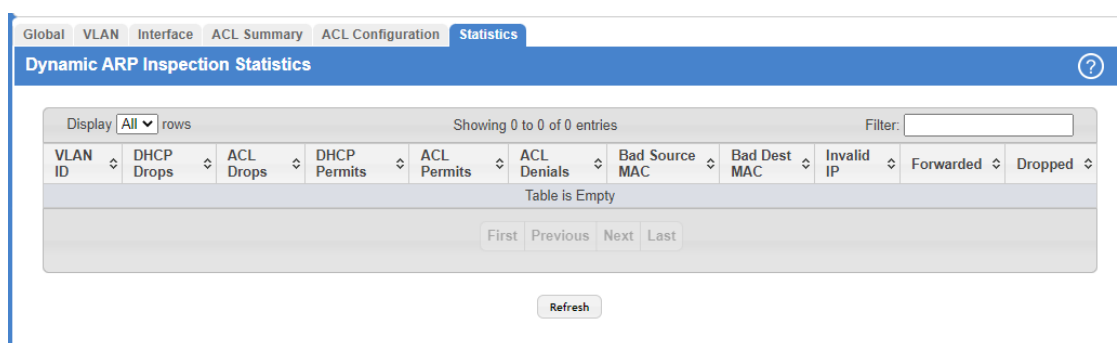 Global VLAN Interface ACL Summary ACL Configuration Statistics
Dynamic ARP Inspection Statistics ?
Display All rows Showing 0 to 0 of 0 entries Filter:
VLAN ID DHCP Drops ACL Drops DHCP Permits ACL Permits ACL Denials Bad Source MAC Bad Dest MAC Invalid IP Forwarded Dropped
Table is Empty
First Previous Next Last
Refresh